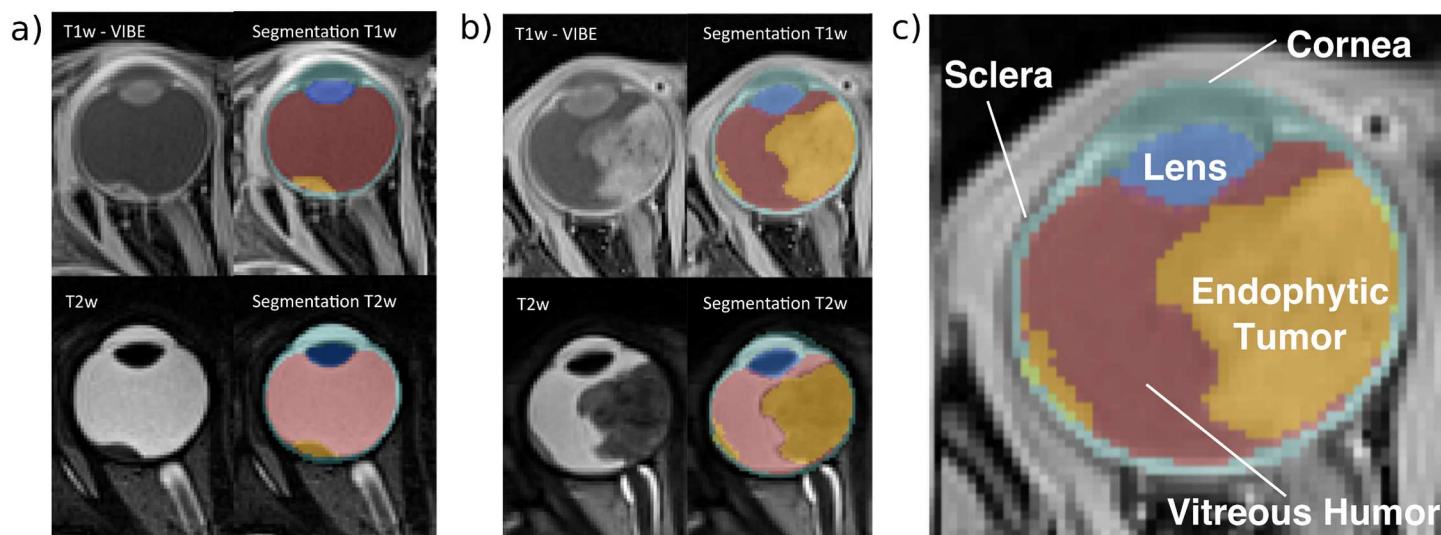 a)
T1w - VIBE
Segmentation T1w
T2w
Segmentation T2w
b)
T1w - VIBE
Segmentation T1w
T2w
Segmentation T2w
c)
Cornea
Sclera
Lens
Endophytic
Tumor
Vitreous Humor